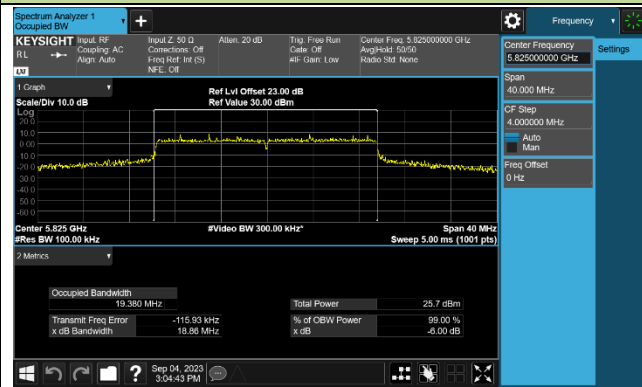 Spectrum Analyzer 1
Occupied BW
Frequency
KEYSIGHT
RL
LXI
Input: RF
Coupling: AC
Align: Auto
Input Z: 50 Ω
Corrections: Off
Freq Ref: Int (S)
NFE: Off
Atten: 20 dB
Trig: Free Run
Gate: Off
#IF Gain: Low
Center Freq: 5.825000000 GHz
Avg|Hold: 50/50
Radio Std: None
Center Frequency
5.825000000 GHz
Settings
Span
40.000 MHz
CF Step
4.000000 MHz
Auto
Man
Freq Offset
0 Hz
1 Graph
Scale/Div 10.0 dB
Ref Lvl Offset 23.00 dB
Ref Value 30.00 dBm
Log
20.0
10.0
0.00
-10.0
-20.0
-30.0
-40.0
-50.0
-60.0
Center 5.825 GHz
#Res BW 100.00 kHz
#Video BW 300.00 kHz*
Span 40 MHz
Sweep 5.00 ms (1001 pts)
2 Metrics
Occupied Bandwidth
19.380 MHz
Total Power 25.7 dBm
Transmit Freq Error -115.93 kHz
% of OBW Power 99.00 %
x dB Bandwidth 18.86 MHz
x dB -6.00 dB
?
Sep 04, 2023
3:04:43 PM